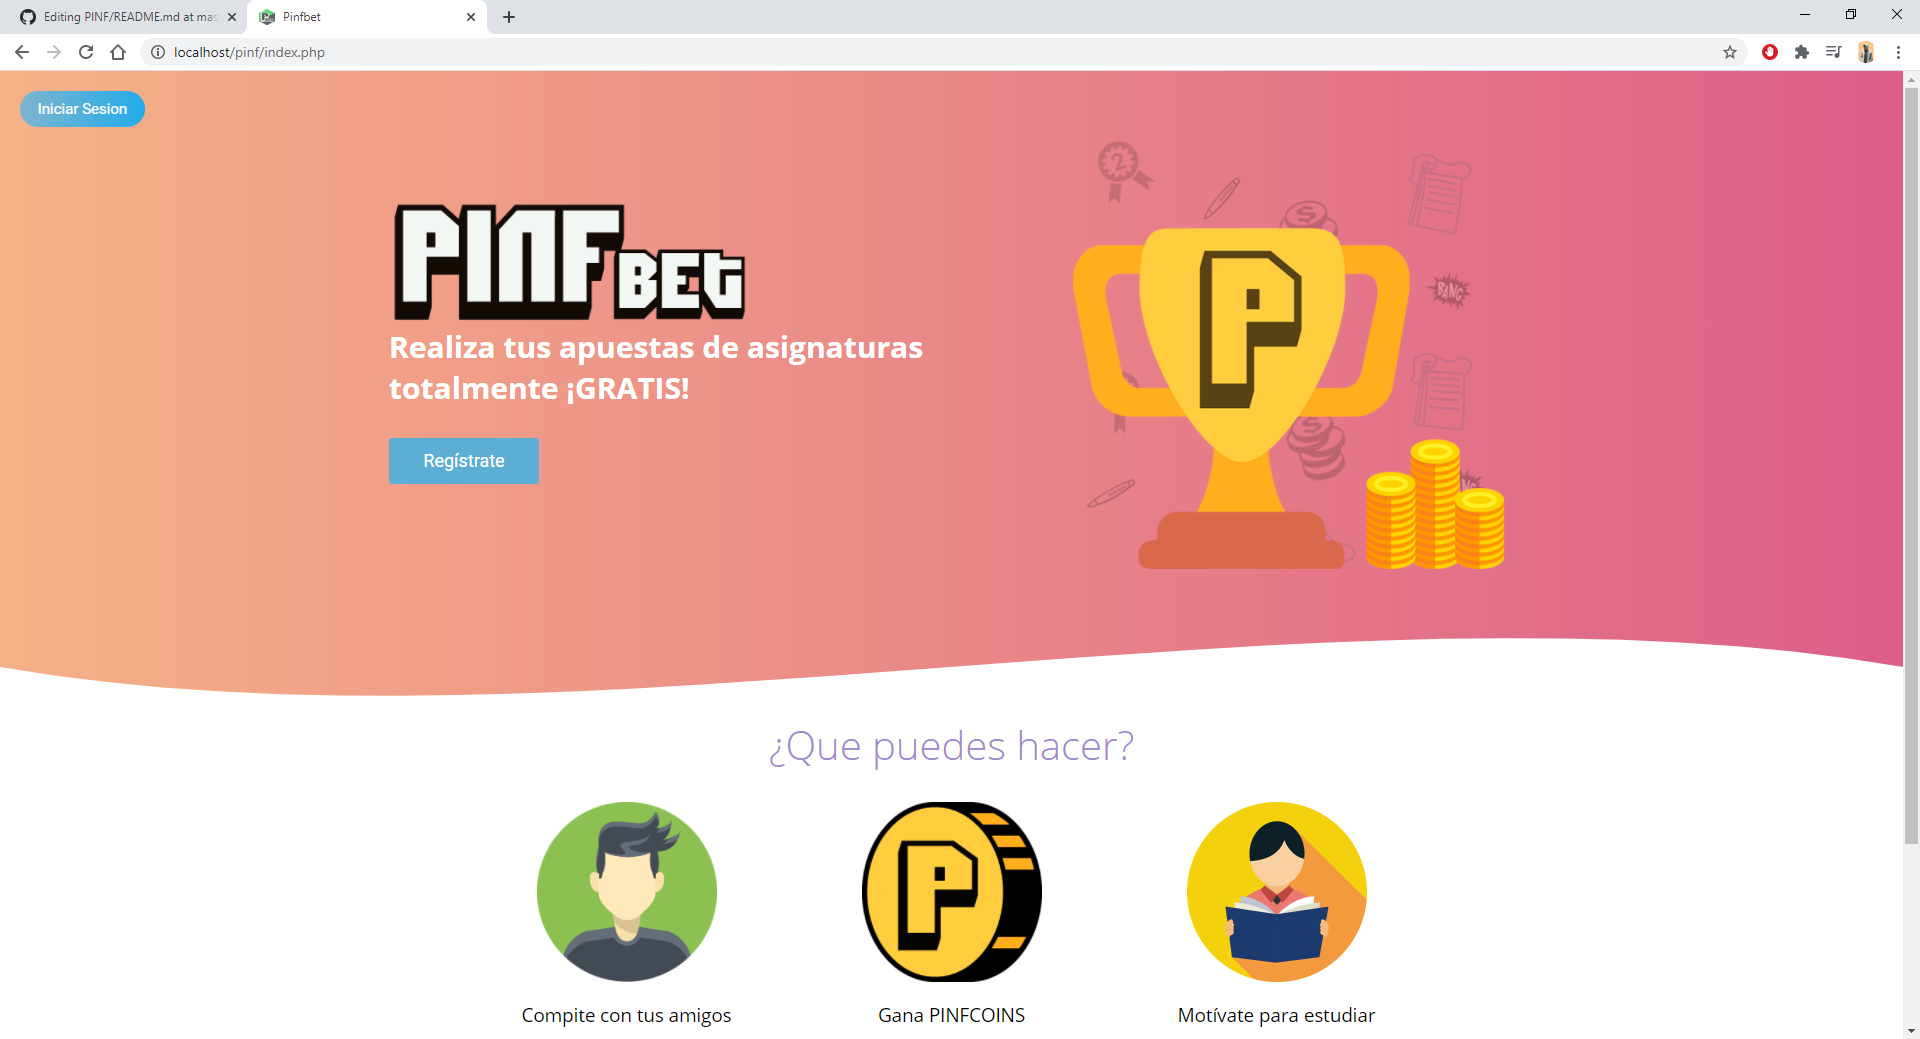 Editing PINF/README.md at mas
Pinfbet
localhost/pinf/index.php
Iniciar Sesion
PINF BET
Realiza tus apuestas de asignaturas
totalmente ¡GRATIS!
Regístrate
2
$
BANG
P
$
¿Que puedes hacer?
P
Compite con tus amigos
Gana PINFCOINS
Motívate para estudiar